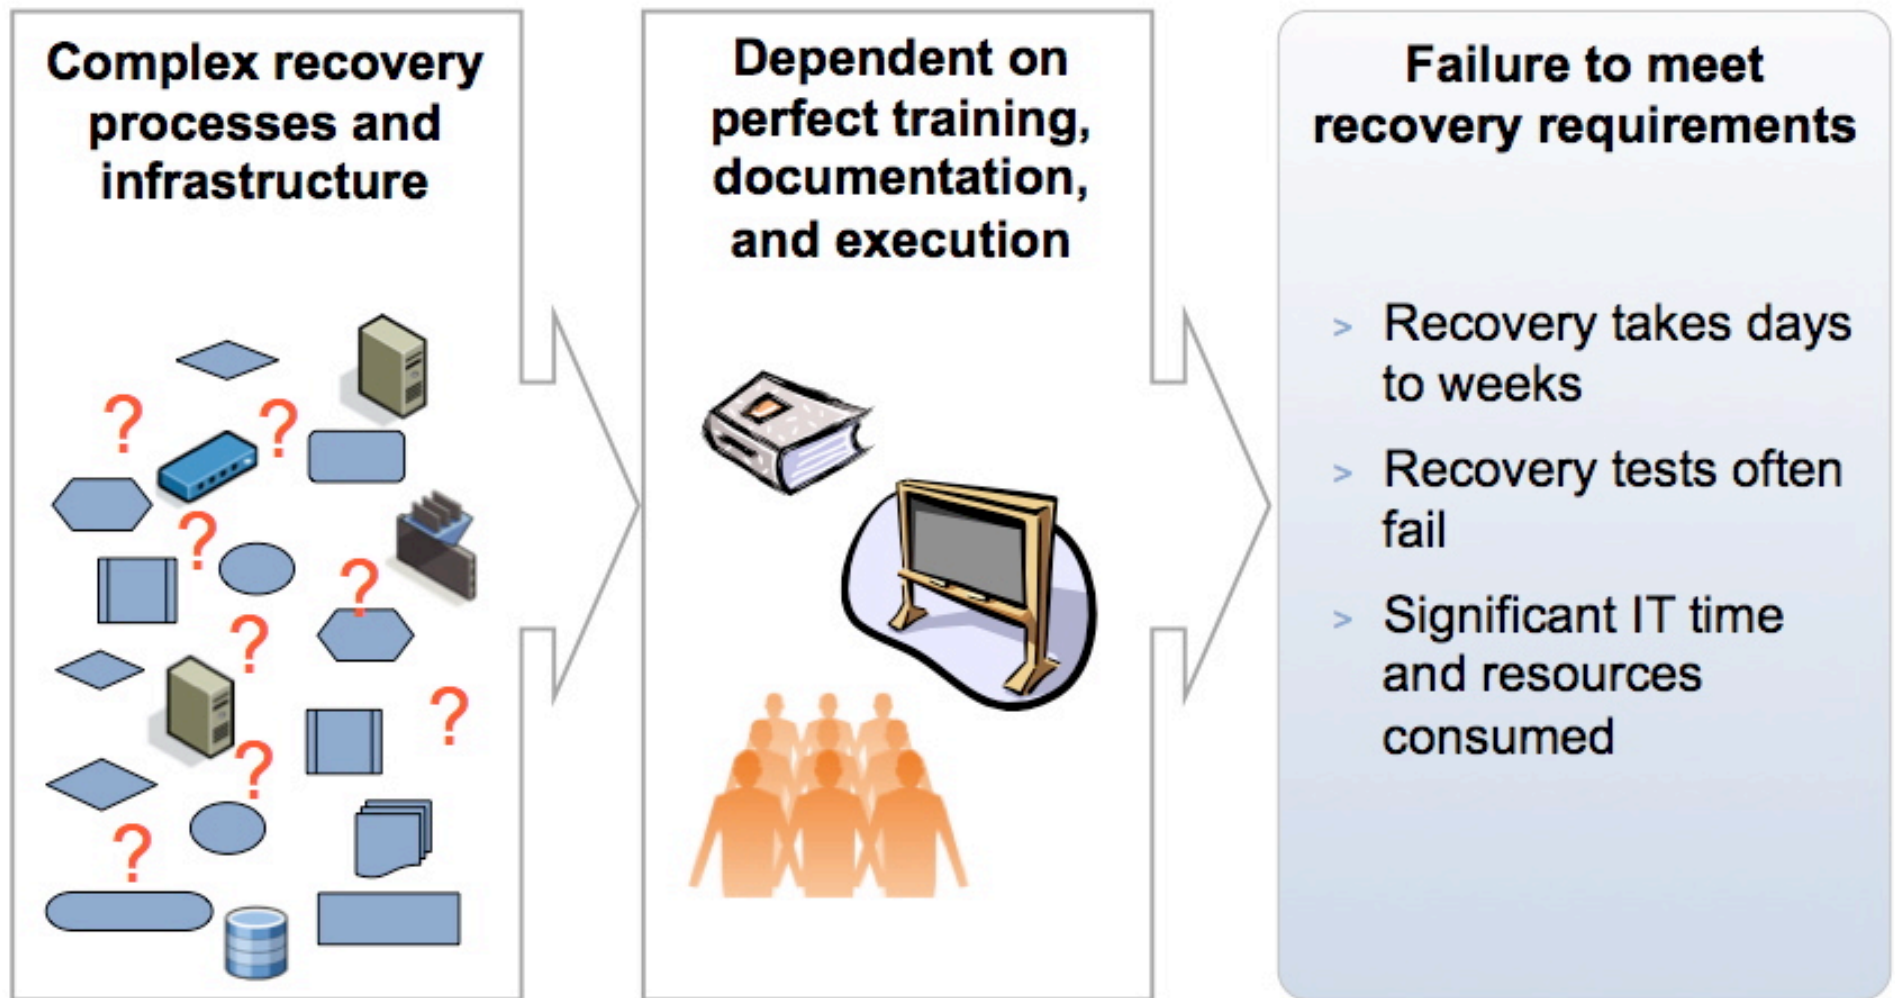 Complex recovery
processes and
infrastructure
?
?
?
?
?
?
?
?
Dependent on
perfect training,
documentation,
and execution
Failure to meet
recovery requirements
> Recovery takes days
to weeks
> Recovery tests often
fail
> Significant IT time
and resources
consumed